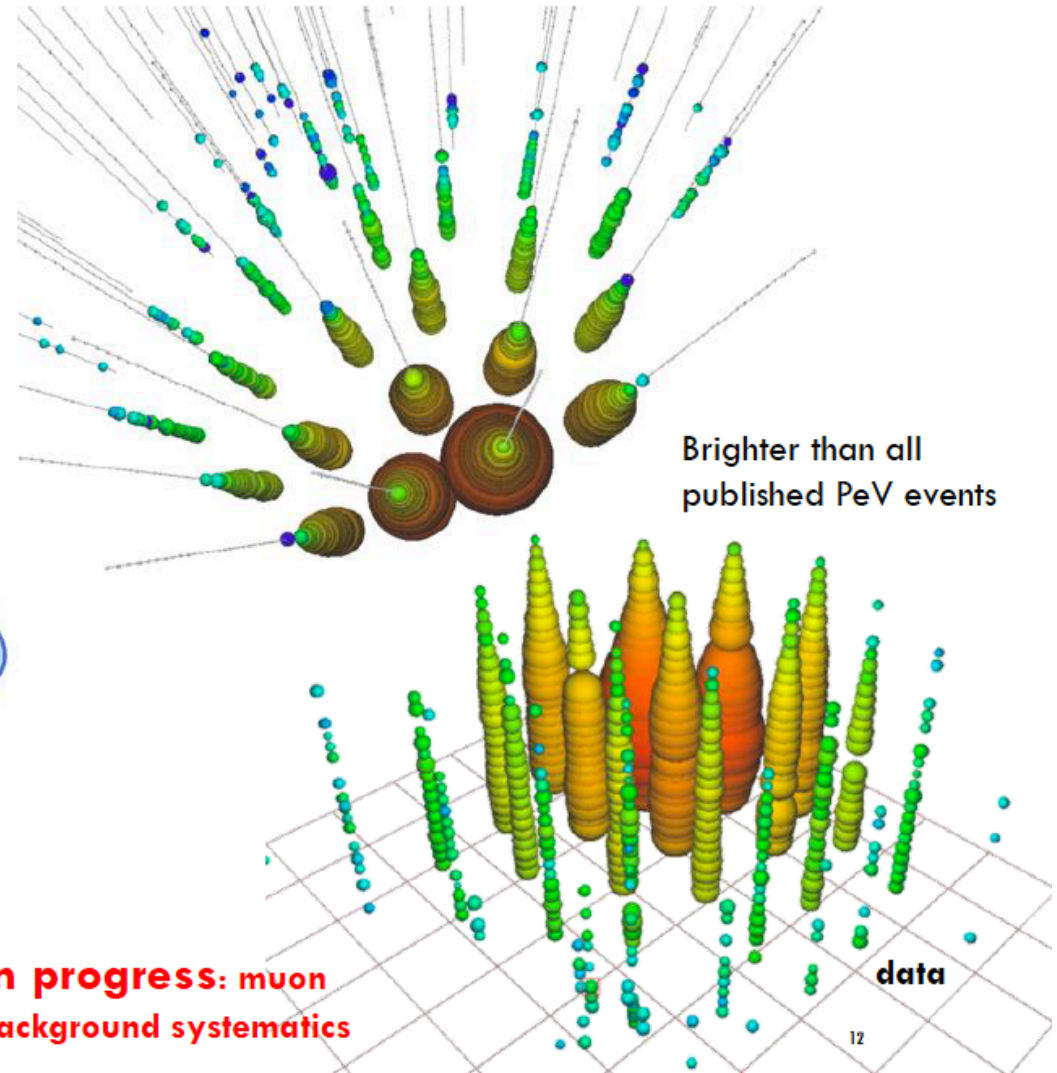 Brighter than all
published PeV events
data
n progress: muon
ackground systematics
12